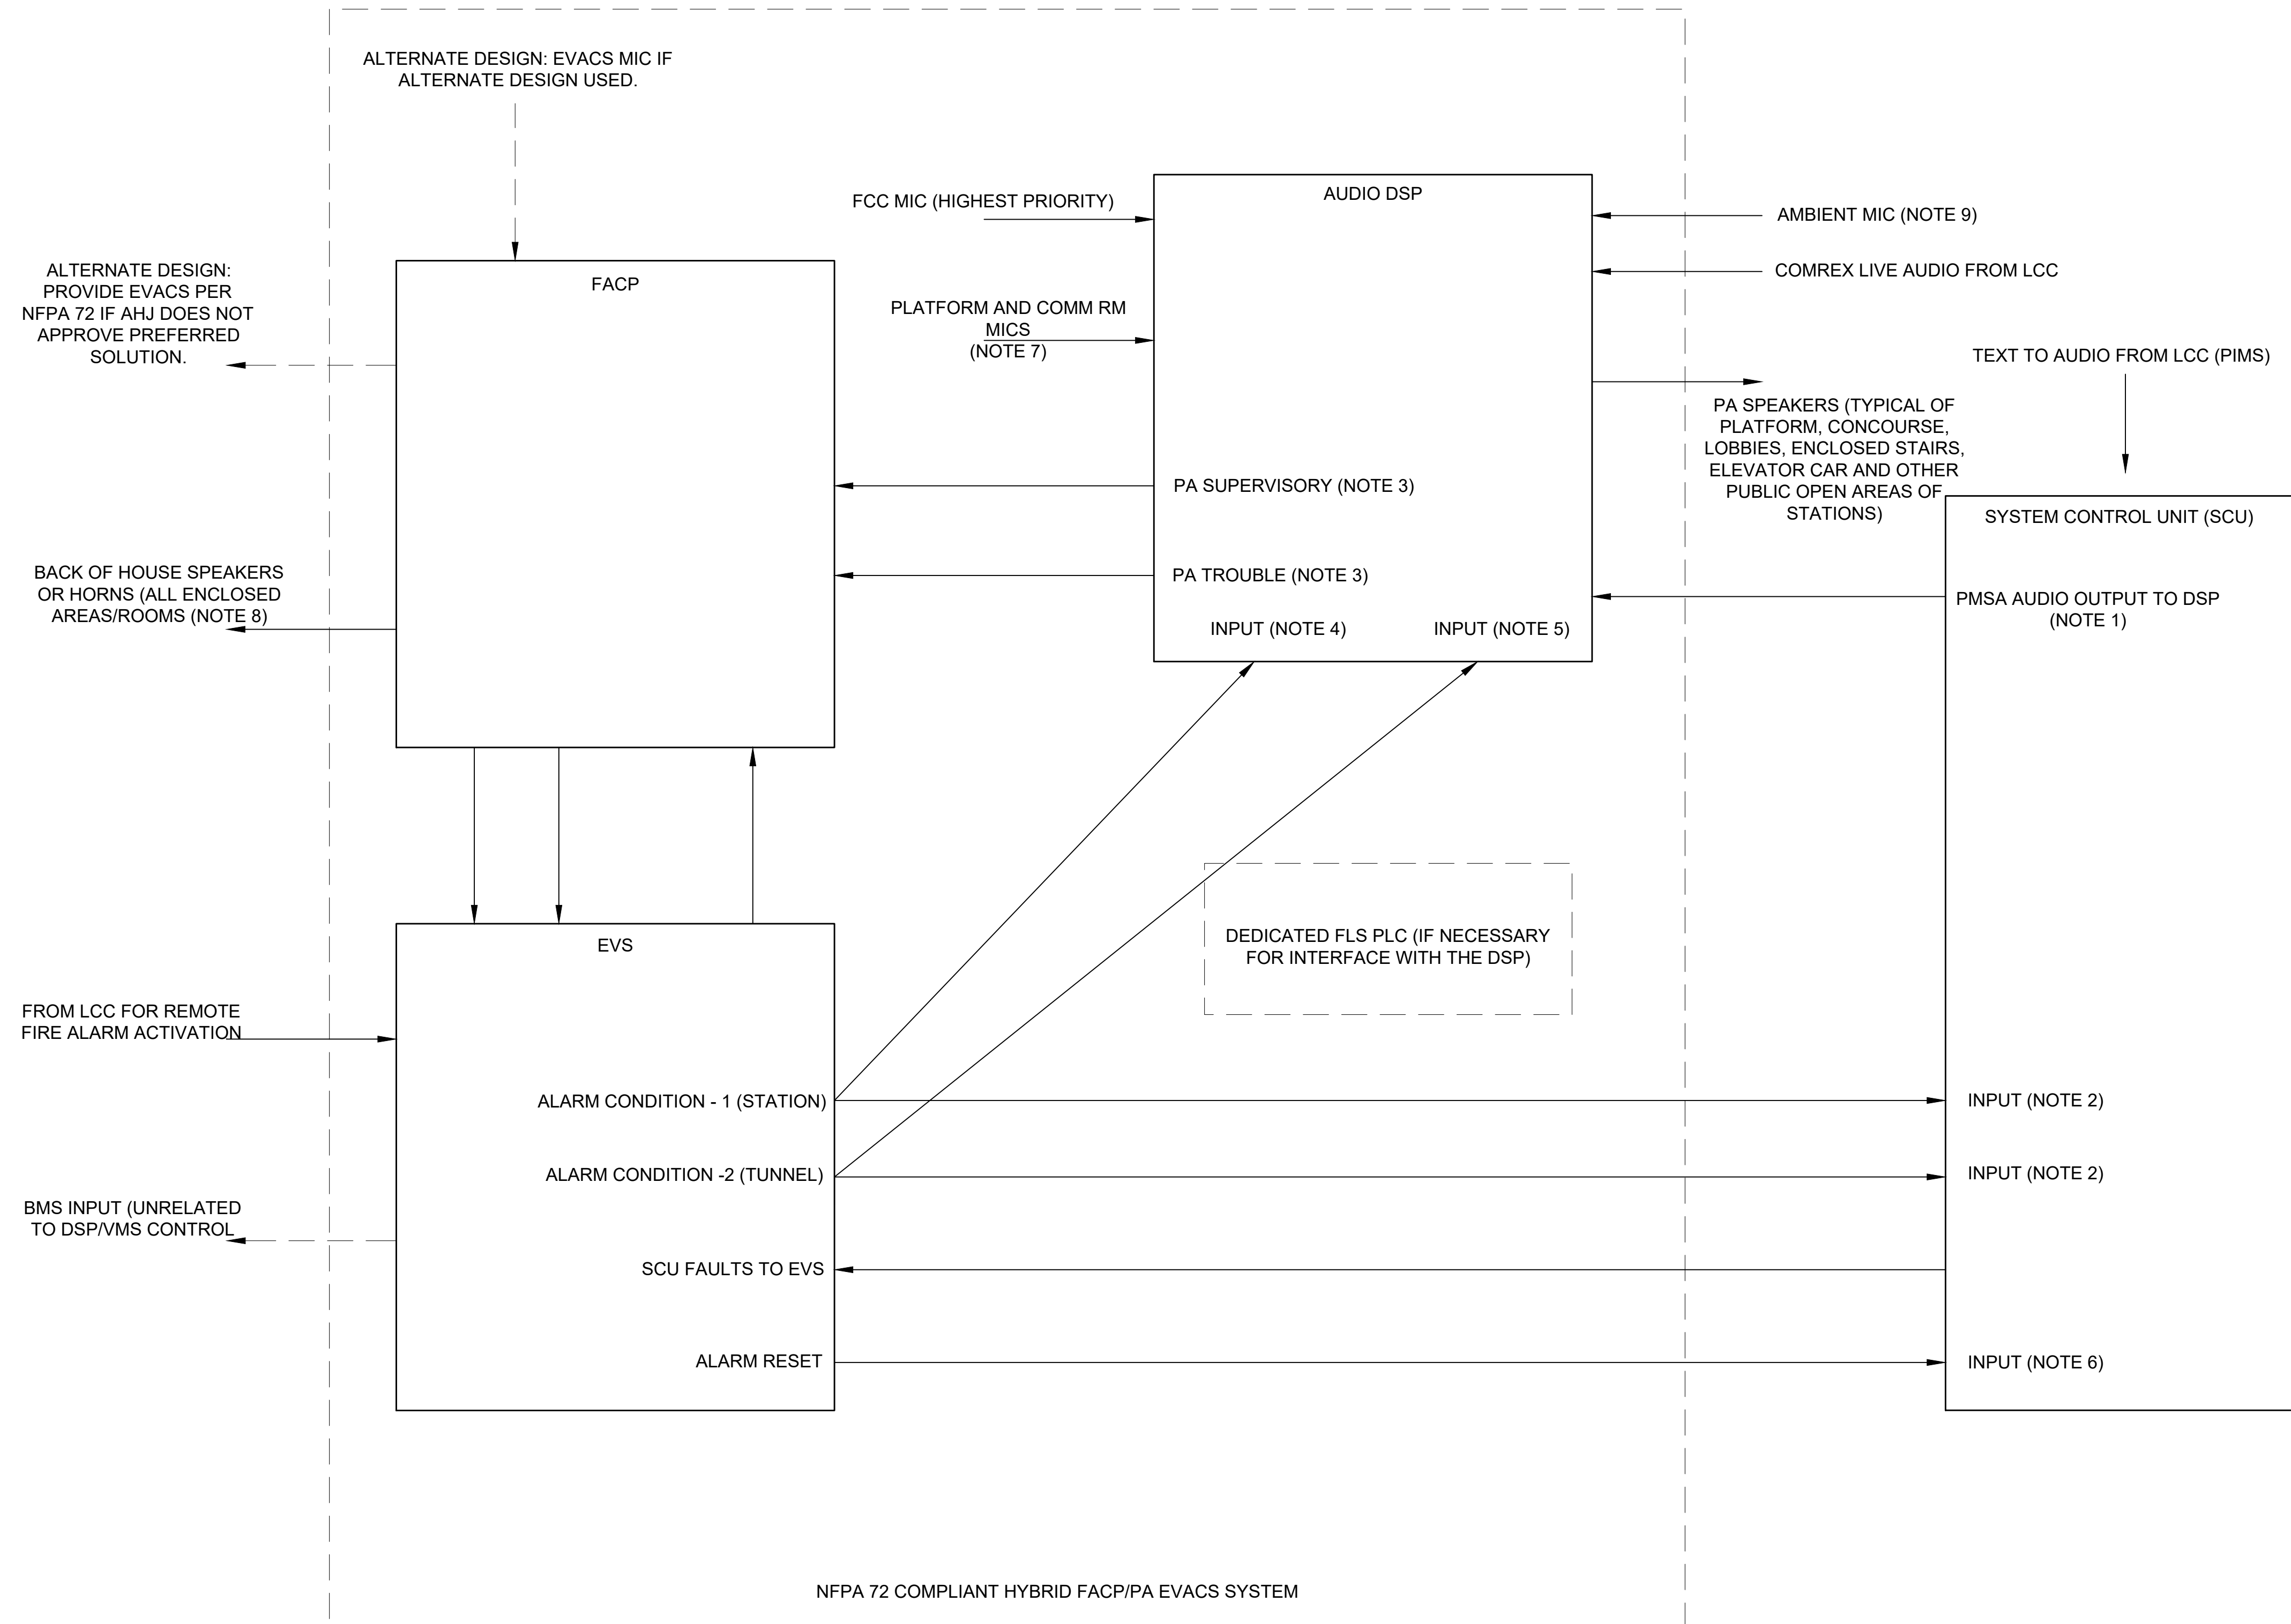 ALTERNATE DESIGN: EVACS MIC IF
ALTERNATE DESIGN USED.
ALTERNATE DESIGN:
PROVIDE EVACS PER
NFPA 72 IF AHJ DOES NOT
APPROVE PREFERRED
SOLUTION.
BACK OF HOUSE SPEAKERS
OR HORNS (ALL ENCLOSED
AREAS/ROOMS (NOTE 8)
FACP
FCC MIC (HIGHEST PRIORITY)
PLATFORM AND COMM RM
MICS
(NOTE 7)
AUDIO DSP
PA SUPERVISORY (NOTE 3)
PA TROUBLE (NOTE 3)
INPUT (NOTE 4)
INPUT (NOTE 5)
AMBIENT MIC (NOTE 9)
COMREX LIVE AUDIO FROM LCC
PA SPEAKERS (TYPICAL OF
PLATFORM, CONCOURSE,
LOBBIES, ENCLOSED STAIRS,
ELEVATOR CAR AND OTHER
PUBLIC OPEN AREAS OF
STATIONS)
TEXT TO AUDIO FROM LCC (PIMS)
SYSTEM CONTROL UNIT (SCU)
PMSA AUDIO OUTPUT TO DSP
(NOTE 1)
FROM LCC FOR REMOTE
FIRE ALARM ACTIVATION
BMS INPUT (UNRELATED
TO DSP/VMS CONTROL
EVS
DEDICATED FLS PLC (IF NECESSARY
FOR INTERFACE WITH THE DSP)
ALARM CONDITION - 1 (STATION)
INPUT (NOTE 2)
ALARM CONDITION -2 (TUNNEL)
INPUT (NOTE 2)
SCU FAULTS TO EVS
ALARM RESET
INPUT (NOTE 6)
NFPA 72 COMPLIANT HYBRID FACP/PA EVACS SYSTEM